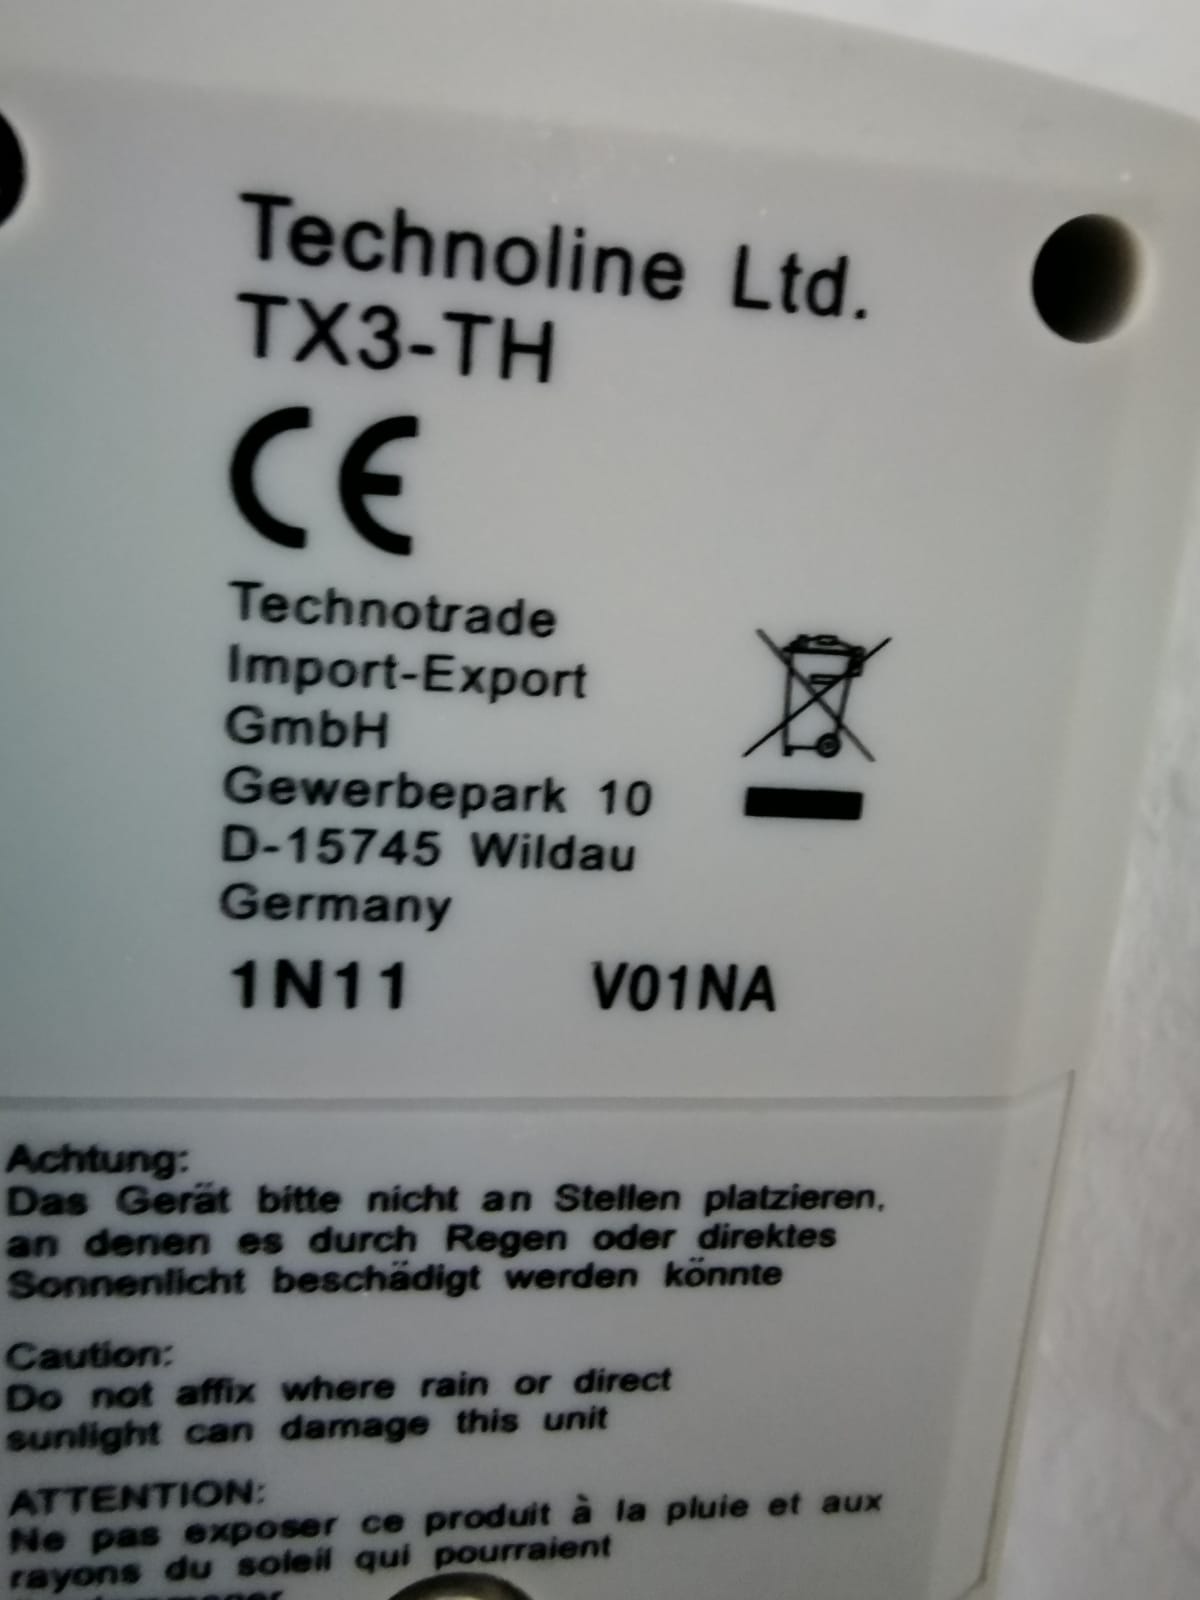 Technoline Ltd.
TX3-TH
CE
Technotrade
Import-Export
GmbH
Gewerbepark 10
D-15745 Wildau
Germany
1N11 V01NA
Achtung:
Das Gerät bitte nicht an Stellen platzieren,
an denen es durch Regen oder direktes
Sonnenlicht beschädigt werden könnte
Caution:
Do not affix where rain or direct
sunlight can damage this unit
ATTENTION:
Ne pas exposer ce produit à la pluie et aux
rayons du soleil qui pourraient